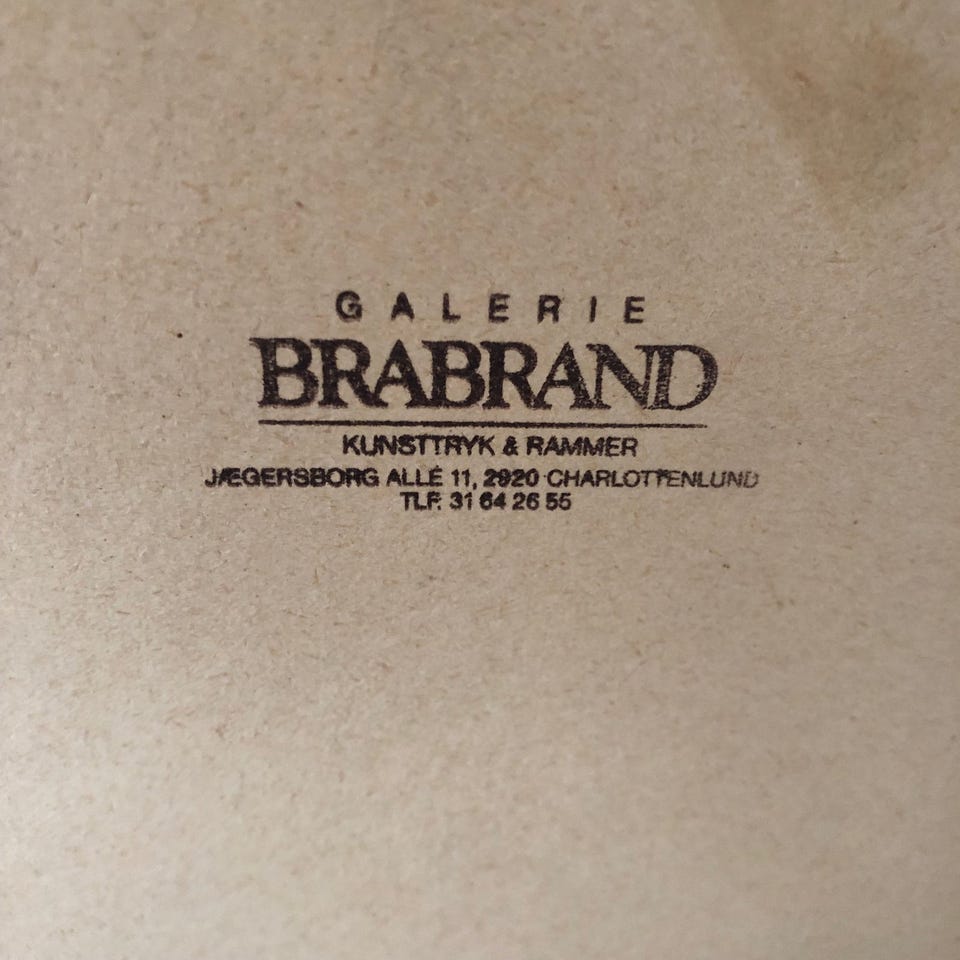 GALERIE
BRABRAND
KUNSTTRYK & RAMMER
JÆGERSBORG ALLÉ 11, 2920 CHARLOTTENLUND
TLF. 31 64 26 55